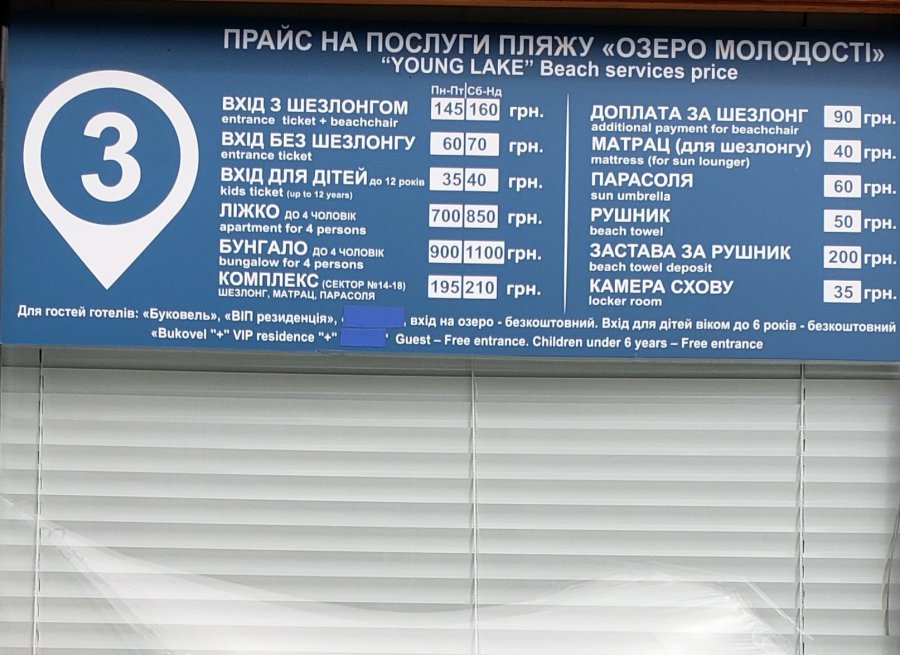 ПРАЙС НА ПОСЛУГИ ПЛЯЖУ «ОЗЕРО МОЛОДОСТІ»
“YOUNG LAKE” Beach services price
3
Пн-Пт Сб-Нд
ВХІД З ШЕЗЛОНГОМ 145 160 грн.
entrance ticket + beachchair
ВХІД БЕЗ ШЕЗЛОНГУ 60 70 грн.
entrance ticket
ВХІД ДЛЯ ДІТЕЙ до 12 років 35 40 грн.
kids ticket (up to 12 years)
ЛІЖКО ДО 4 ЧОЛОВІК 700 850 грн.
apartment for 4 persons
БУНГАЛО ДО 4 ЧОЛОВІК 900 1100 грн.
bungalow for 4 persons
КОМПЛЕКС (СЕКТОР №14-18) 195 210 грн.
ШЕЗЛОНГ, МАТРАЦ, ПАРАСОЛЯ
ДОПЛАТА ЗА ШЕЗЛОНГ 90 грн.
additional payment for beachchair
МАТРАЦ (для шезлонгу) 40 грн.
mattress (for sun lounger)
ПАРАСОЛЯ 60 грн.
sun umbrella
РУШНИК 50 грн.
beach towel
ЗАСТАВА ЗА РУШНИК 200 грн.
beach towel deposit
КАМЕРА СХОВУ 35 грн.
locker room
Для гостей готелів: «Буковель», «ВІП резиденція», , вхід на озеро - безкоштовний. Вхід для дітей віком до 6 років - безкоштовний
«Bukovel "+" VIP residence "+" Guest – Free entrance. Children under 6 years – Free entrance